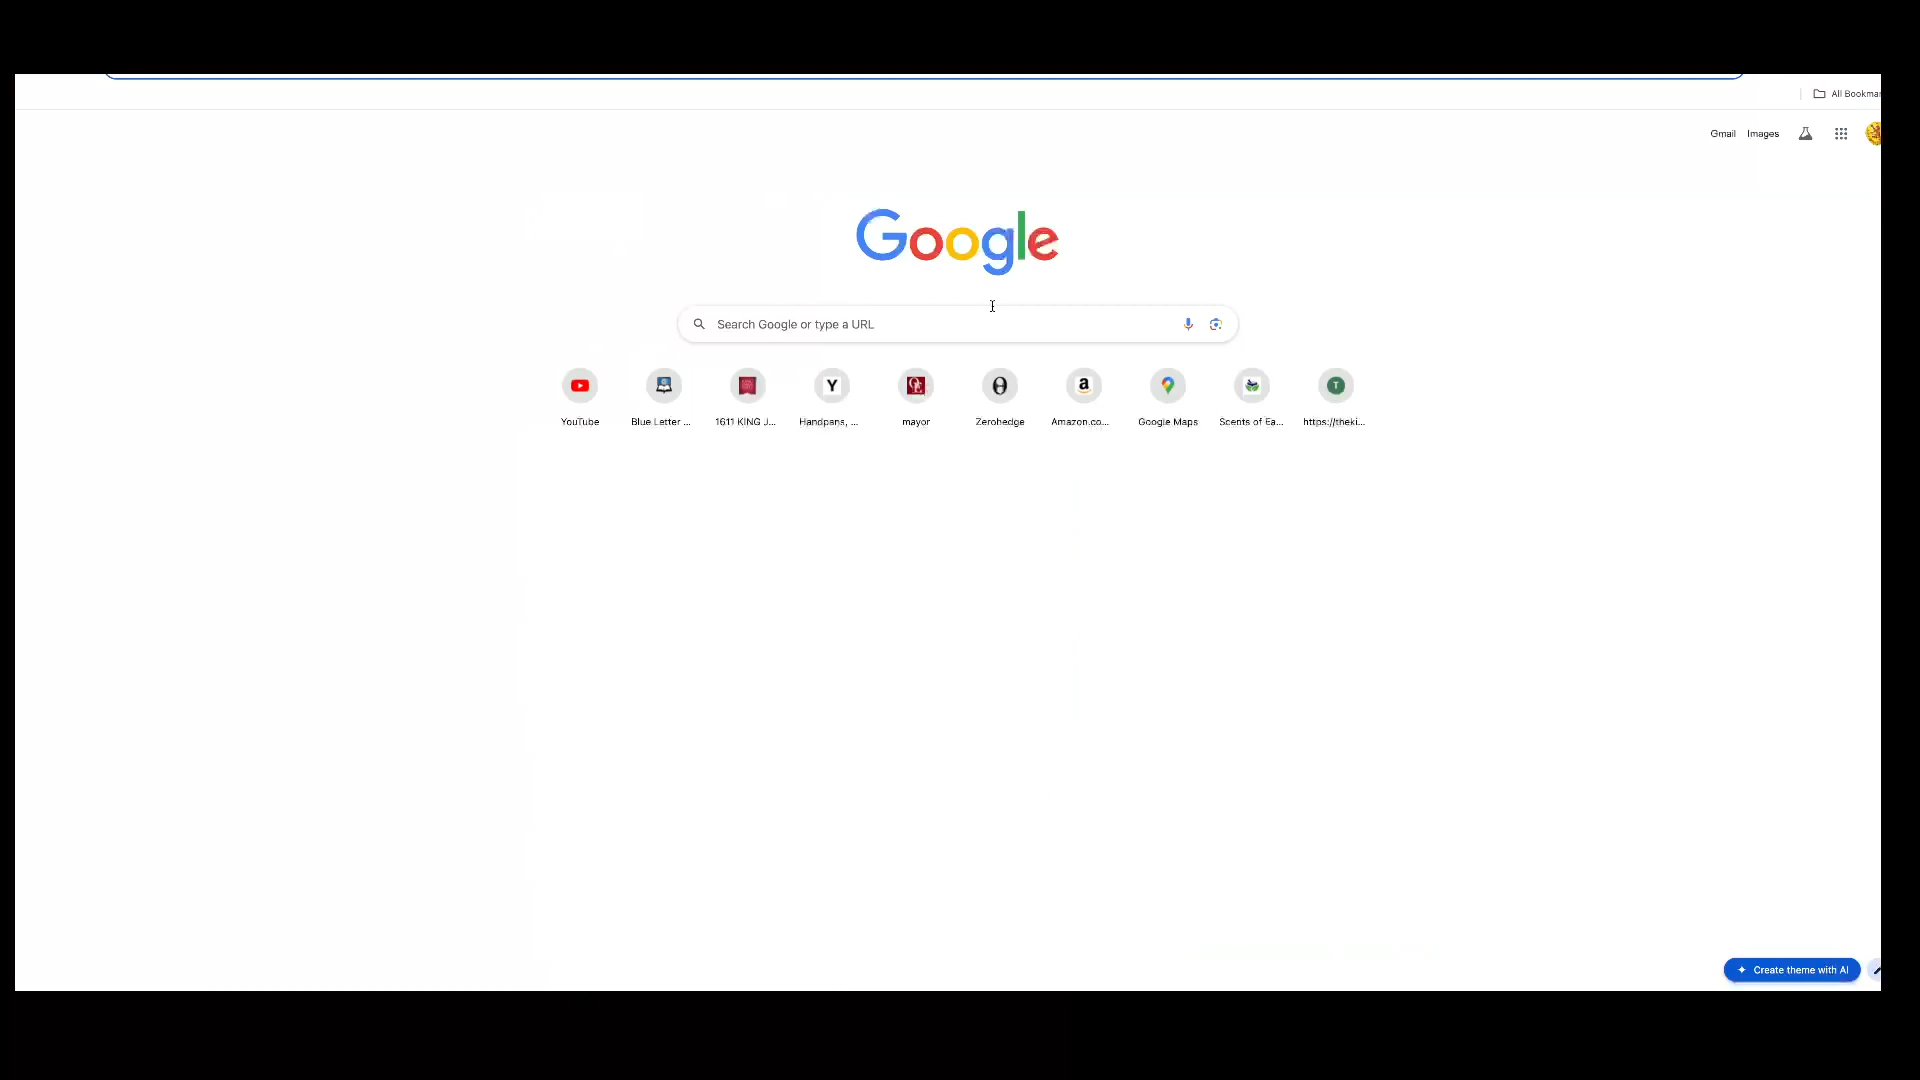 All Bookmar
Gmail Images
Google
Search Google or type a URL
YouTube Blue Letter ... 1611 KING J... Handpans, ... mayor Zerohedge Amazon.co... Google Maps Scents of Ea... https://theki...
Create theme with AI